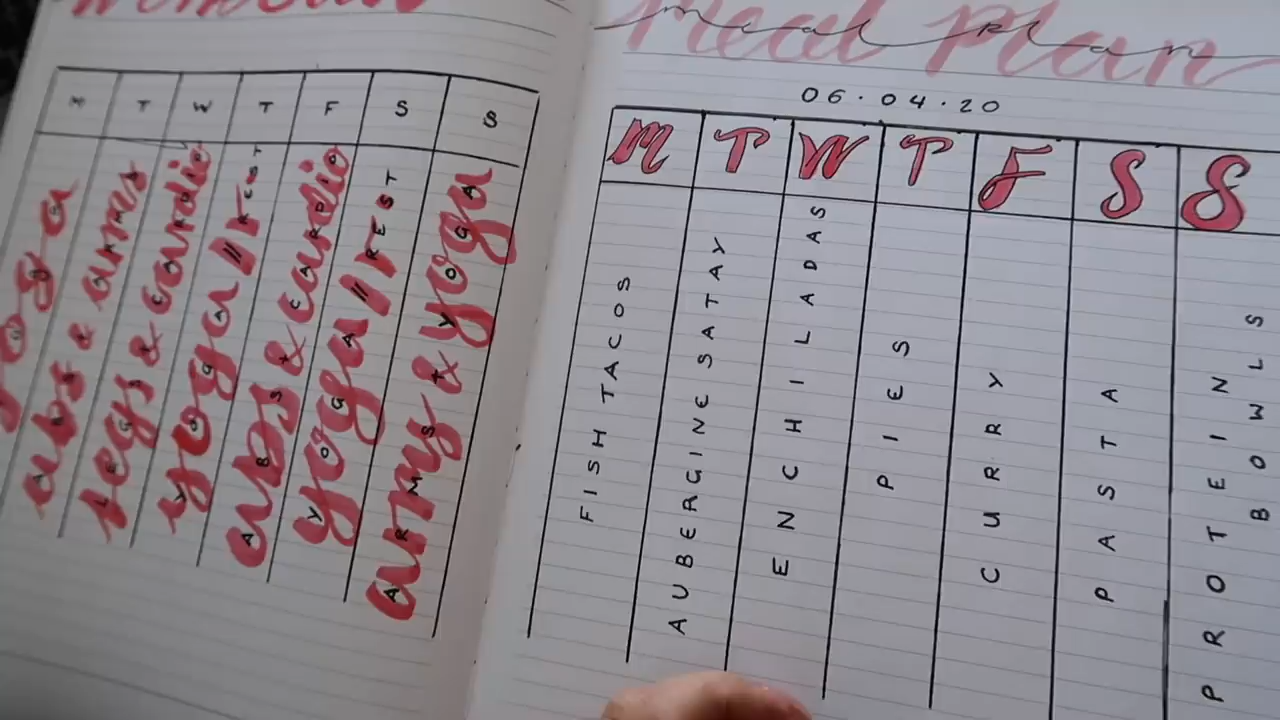 M T W T F S S
yoga
abs & arms
legs & cardio
yoga // rest
abs & cardio
yoga // rest
arms & yoga
Meal Plan
06.04.20
M T W T F S S
FISH TACOS
AUBERGINE SATAY
ENCHILADAS
PIES
CURRY
PASTA
PROTEIN
BOWLS